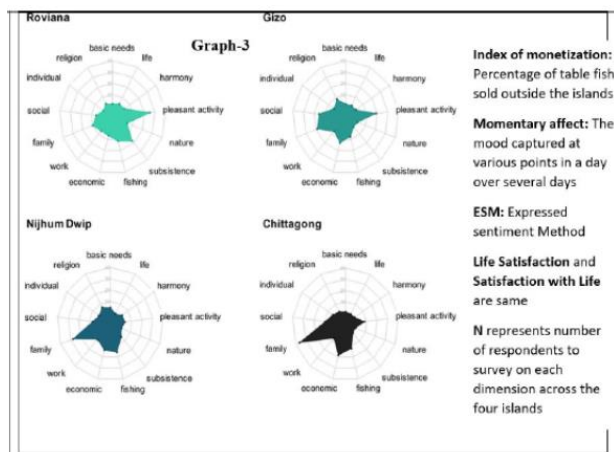 Roviana
Graph-3
basic needs
religion
life
individual
harmony
social
pleasant activity
family
nature
work
subsistence
economic
fishing
Gizo
basic needs
religion
life
individual
harmony
social
pleasant activity
family
nature
work
subsistence
economic
fishing
Nijhum Dwip
basic needs
religion
life
individual
harmony
social
pleasant activity
family
nature
work
subsistence
economic
fishing
Chittagong
basic needs
religion
life
individual
harmony
social
pleasant activity
family
nature
work
subsistence
economic
fishing
Index of monetization:
Percentage of table fish
sold outside the islands
Momentary affect: The
mood captured at
various points in a day
over several days
ESM: Expressed
sentiment Method
Life Satisfaction and
Satisfaction with Life
are same
N represents number
of respondents to
survey on each
dimension across the
four islands